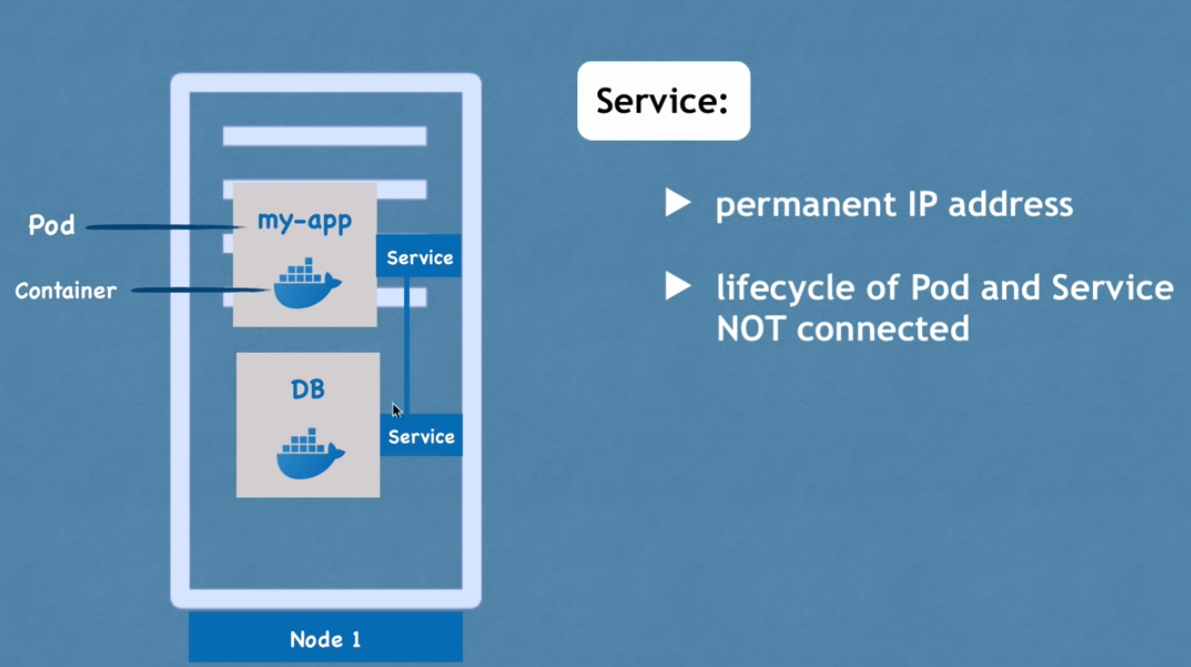 Service:
permanent IP address
lifecycle of Pod and Service
NOT connected
Pod
my-app
Service
Container
DB
Service
Node 1